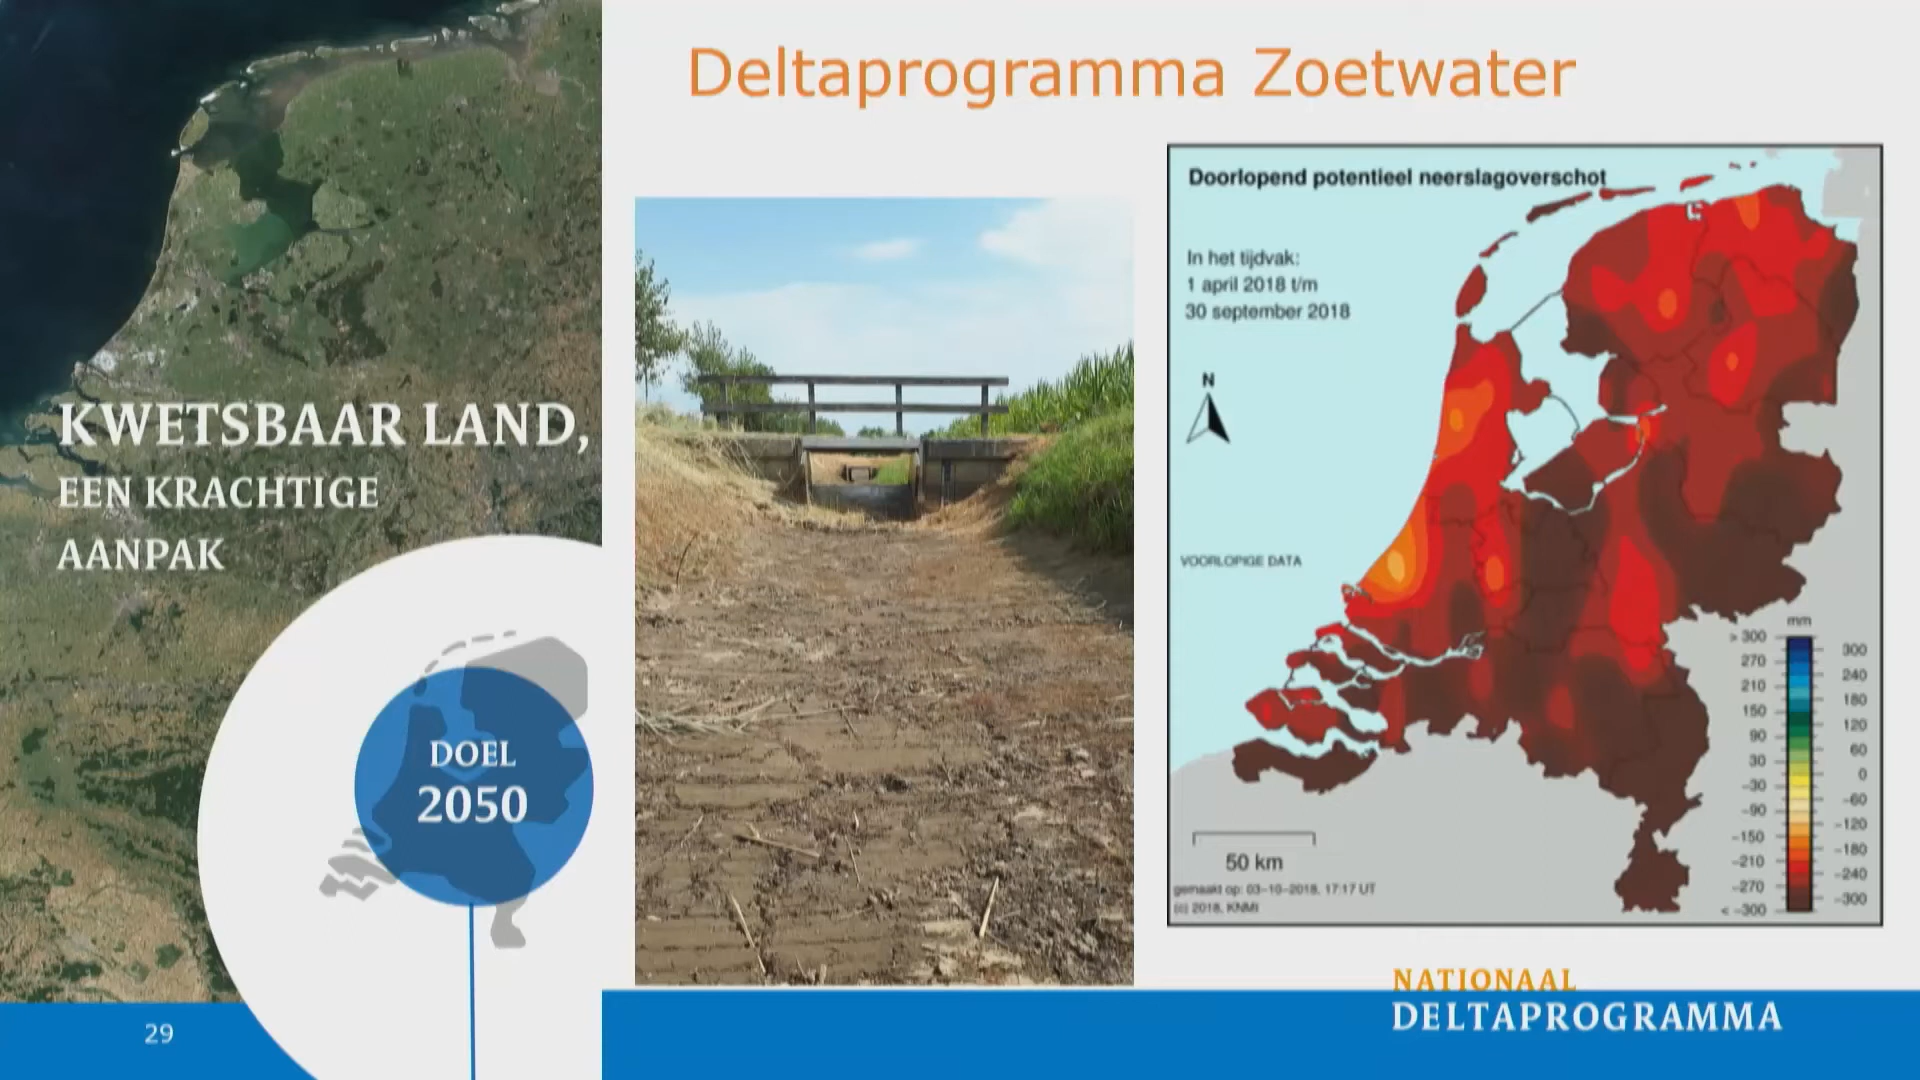 Deltaprogramma Zoetwater
KWETSBAAR LAND,
EEN KRACHTIGE
AANPAK
DOEL
2050
29
Doorlopend potentieel neerslagoverschot
In het tijdvak:
1 april 2018 t/m
30 september 2018
N
VOORLOPIGE DATA
50 km
gemaakt op: 03-10-2018, 17:17 UT
(c) 2018, KNMI
mm
> 300
300
270
240
210
180
150
120
90
60
30
0
-30
-60
-90
-120
-150
-180
-210
-240
-270
-300
< -300
NATIONAAL
DELTAPROGRAMMA